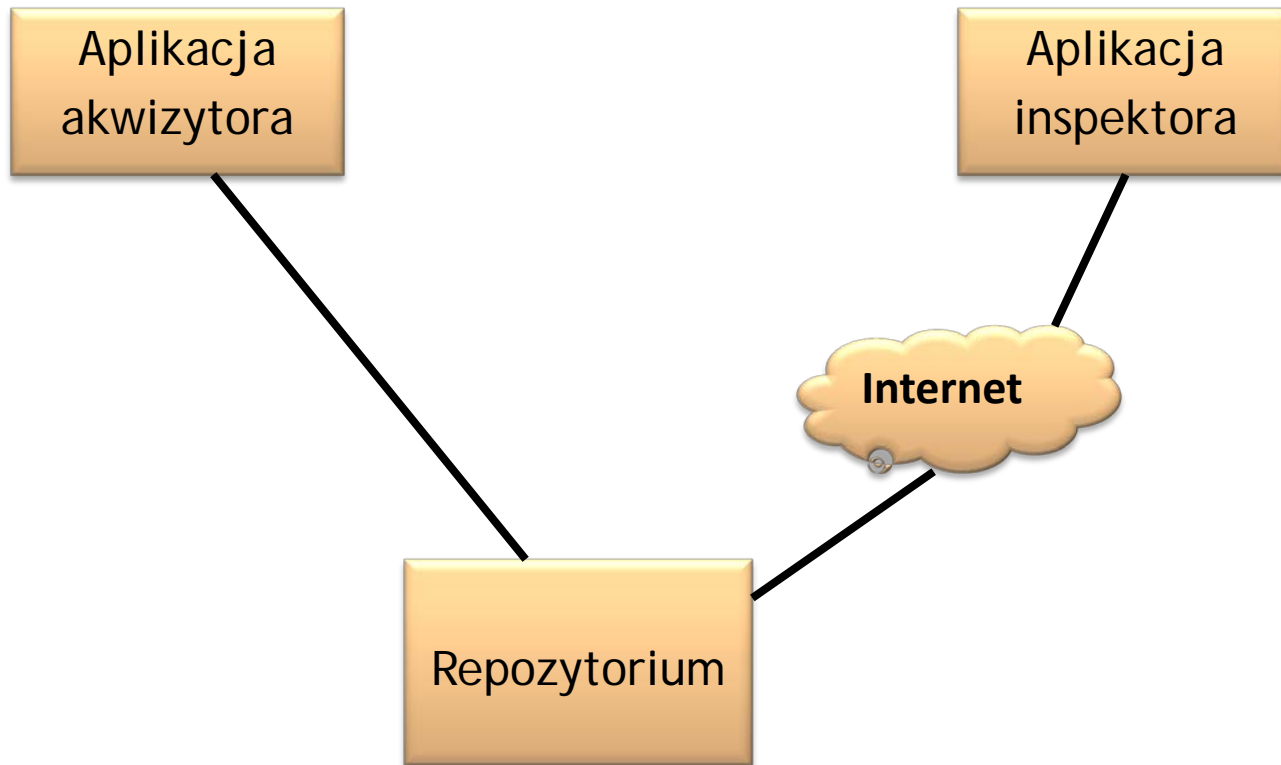 Aplikacja
akwizytora
Aplikacja
inspektora
Internet
Repozytorium